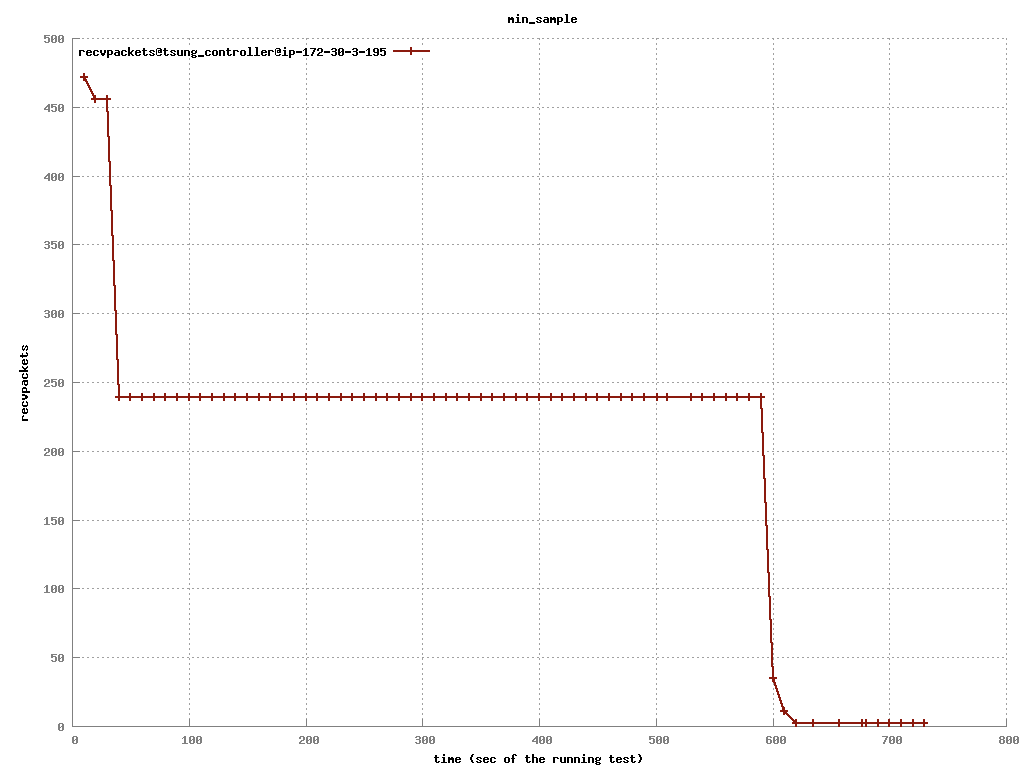 min_sample
recvpackets@tsung_controller@ip-172-30-3-195
500
450
400
350
300
250
200
150
100
50
0
recvpackets
0 100 200 300 400 500 600 700 800
time (sec of the running test)